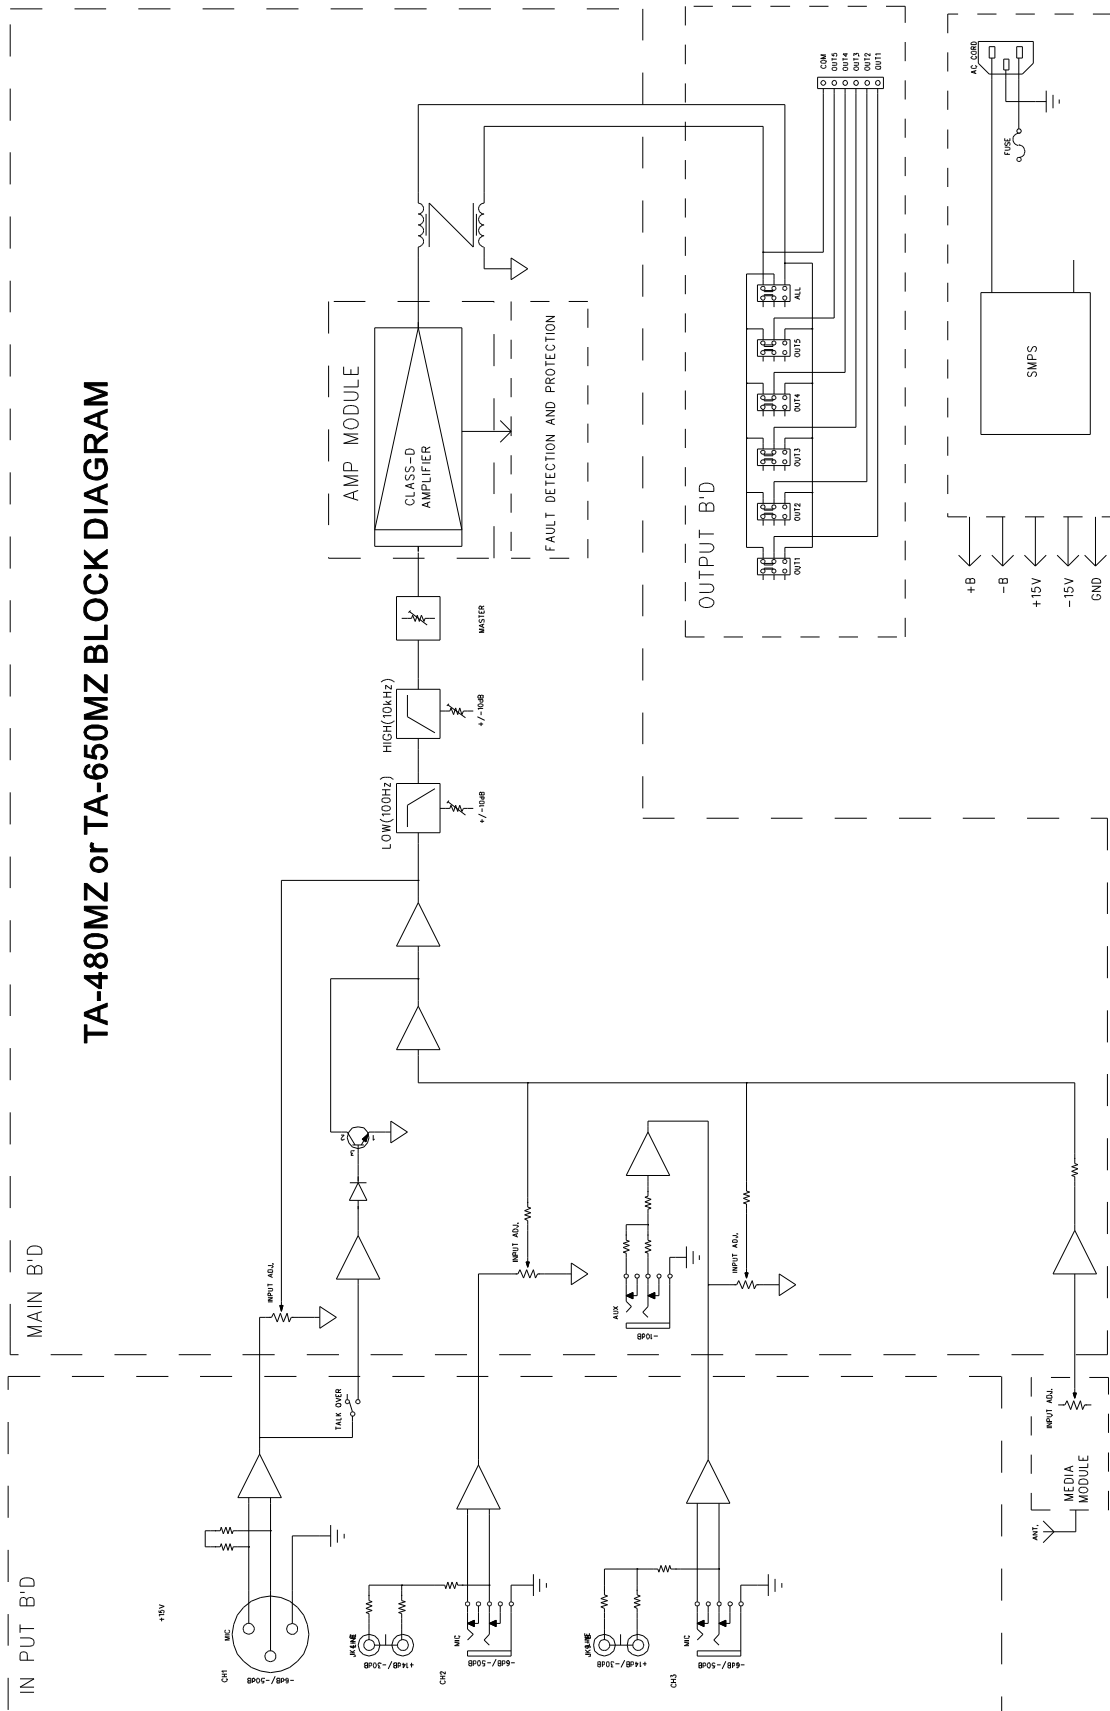 TA-480MZ or TA-650MZ BLOCK DIAGRAM
IN PUT B'D
+15V
MIC
CH1
-6dB/-50dB
+14dB/-30dB
MIC
CH2
-6dB/-50dB
+14dB/-30dB
MIC
CH3
-6dB/-50dB
TALK OVER
ANT.
MEDIA
MODULE
INPUT ADJ.
MAIN B'D
INPUT ADJ.
1
2
3
INPUT ADJ.
AUX
-10dB
INPUT ADJ.
LOW(100Hz)
+/-10dB
HIGH(10kHz)
+/-10dB
MASTER
AMP MODULE
CLASS-D
AMPLIFIER
FAULT DETECTION AND PROTECTION
OUTPUT B'D
OUT1
OUT2
OUT3
OUT4
OUT5
ALL
COM
OUT5
OUT4
OUT3
OUT2
OUT1
AC CORD
FUSE
SMPS
+B
-B
+15V
-15V
GND